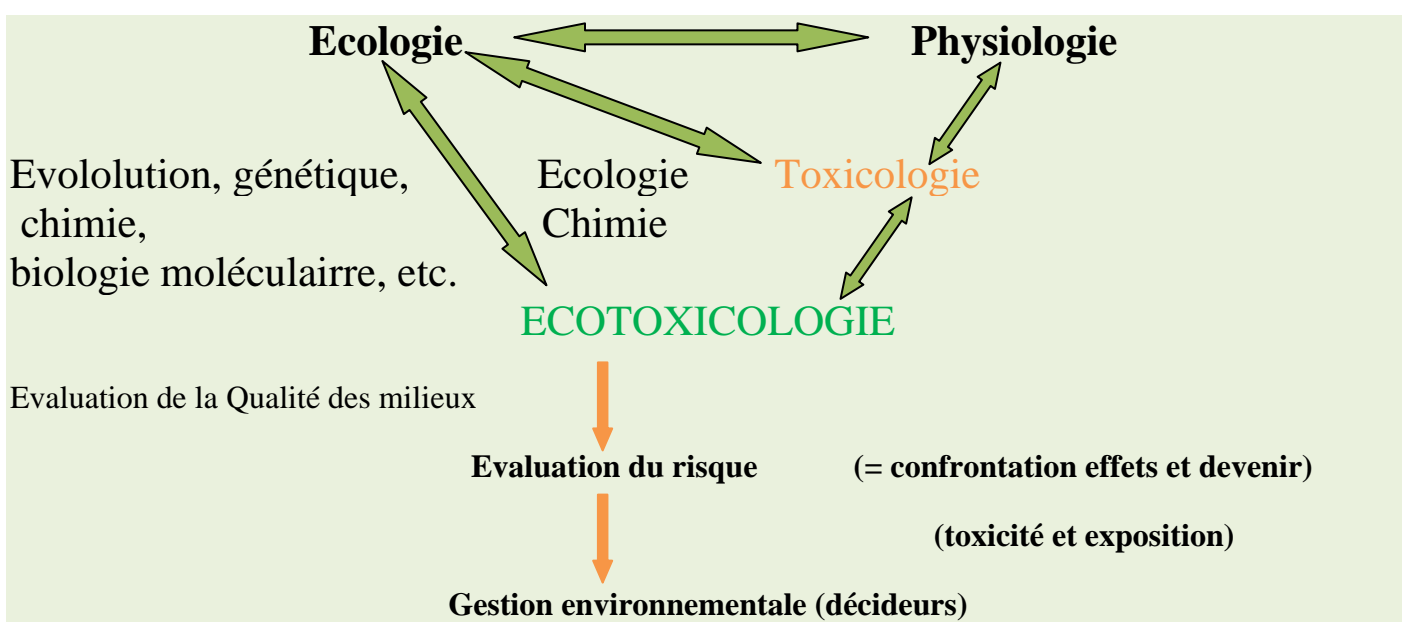 Ecologie Physiologie
Evololution, génétique, Ecologie Toxicologie
chimie, Chimie
biologie moléculairre, etc.
ECOTOXICOLOGIE
Evaluation de la Qualité des milieux
Evaluation du risque (= confrontation effets et devenir)
(toxicité et exposition)
Gestion environnementale (décideurs)